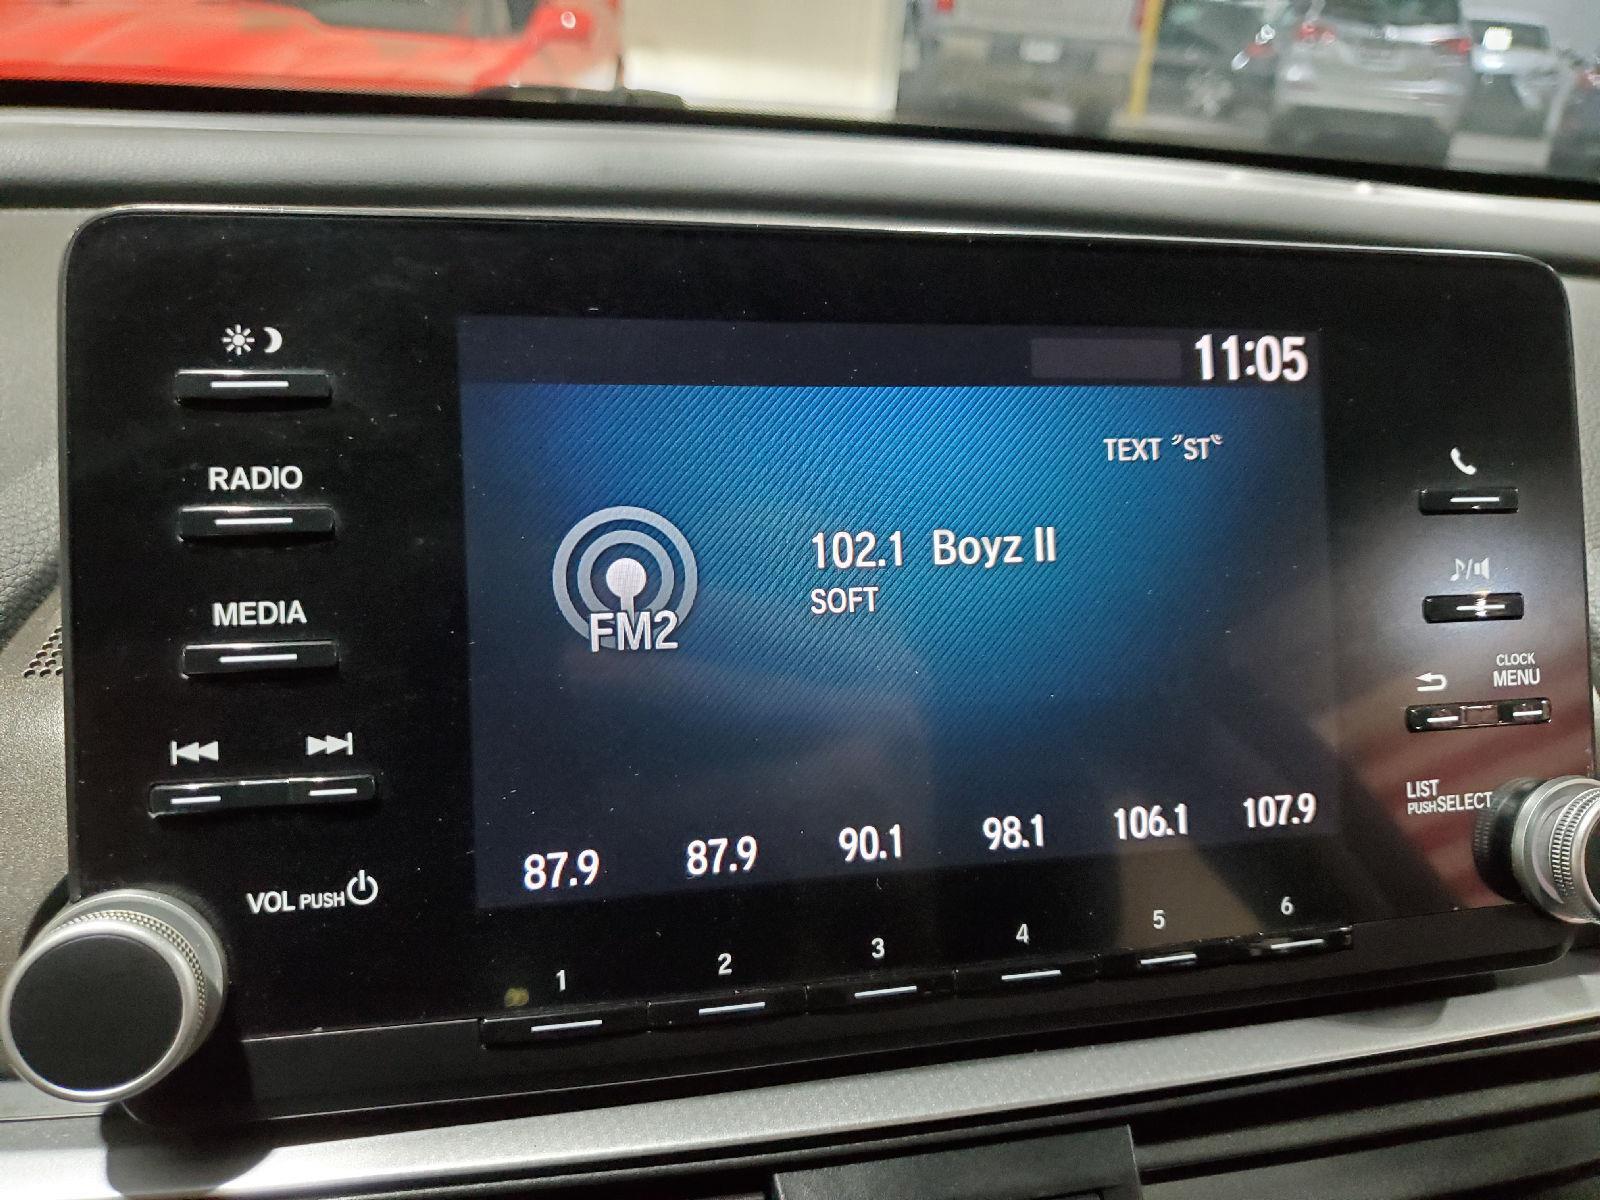 11:05
TEXT "ST"
RADIO
102.1 Boyz II
SOFT
FM2
MEDIA
CLOCK
MENU
LIST
PUSH SELECT
87.9 87.9 90.1 98.1 106.1 107.9
VOL PUSH
1 2 3 4 5 6